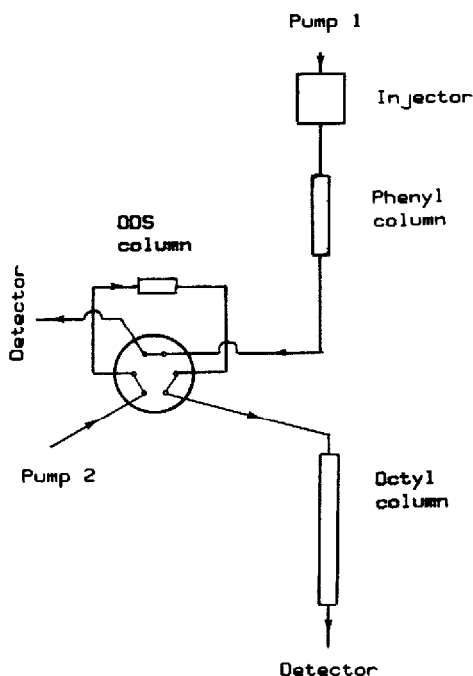 Pump 1
Injector
Phenyl
column
ODS
column
Detector
Pump 2
Octyl
column
Detector